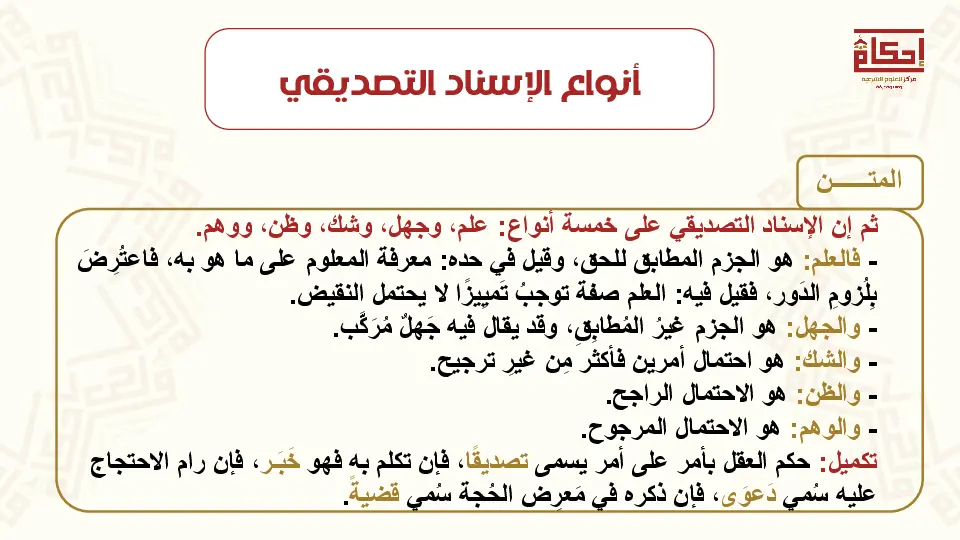 إحكام
مركز للعلوم الشرعية
أنواع الإسناد التصديقي
المتــــــن
ثم إن الإسناد التصديقي على خمسة أنواع: علم، وجهل، وشك، وظن، ووهم.
- فالعلم: هو الجزم المطابق للحق، وقيل في حده: معرفة المعلوم على ما هو به، فاعتُرِضَ
بِلُزومِ الدَور، فقيل فيه: العلم صفة توجبُ تَمييزًا لا يحتمل النقيض.
- والجهل: هو الجزم غيرُ المُطابِقِ، وقد يقال فيه جَهلٌ مُرَكَّب.
- والشك: هو احتمال أمرين فأكثر مِن غيرِ ترجيح.
- والظن: هو الاحتمال الراجح.
- والوهم: هو الاحتمال المرجوح.
تكميل: حكم العقل بأمر على أمر يسمى تصديقًا، فإن تكلم به فهو خَبَـر، فإن رام الاحتجاج
عليه سُمي دَعوَى، فإن ذكره في مَعرِض الحُجة سُمي قضيةً.